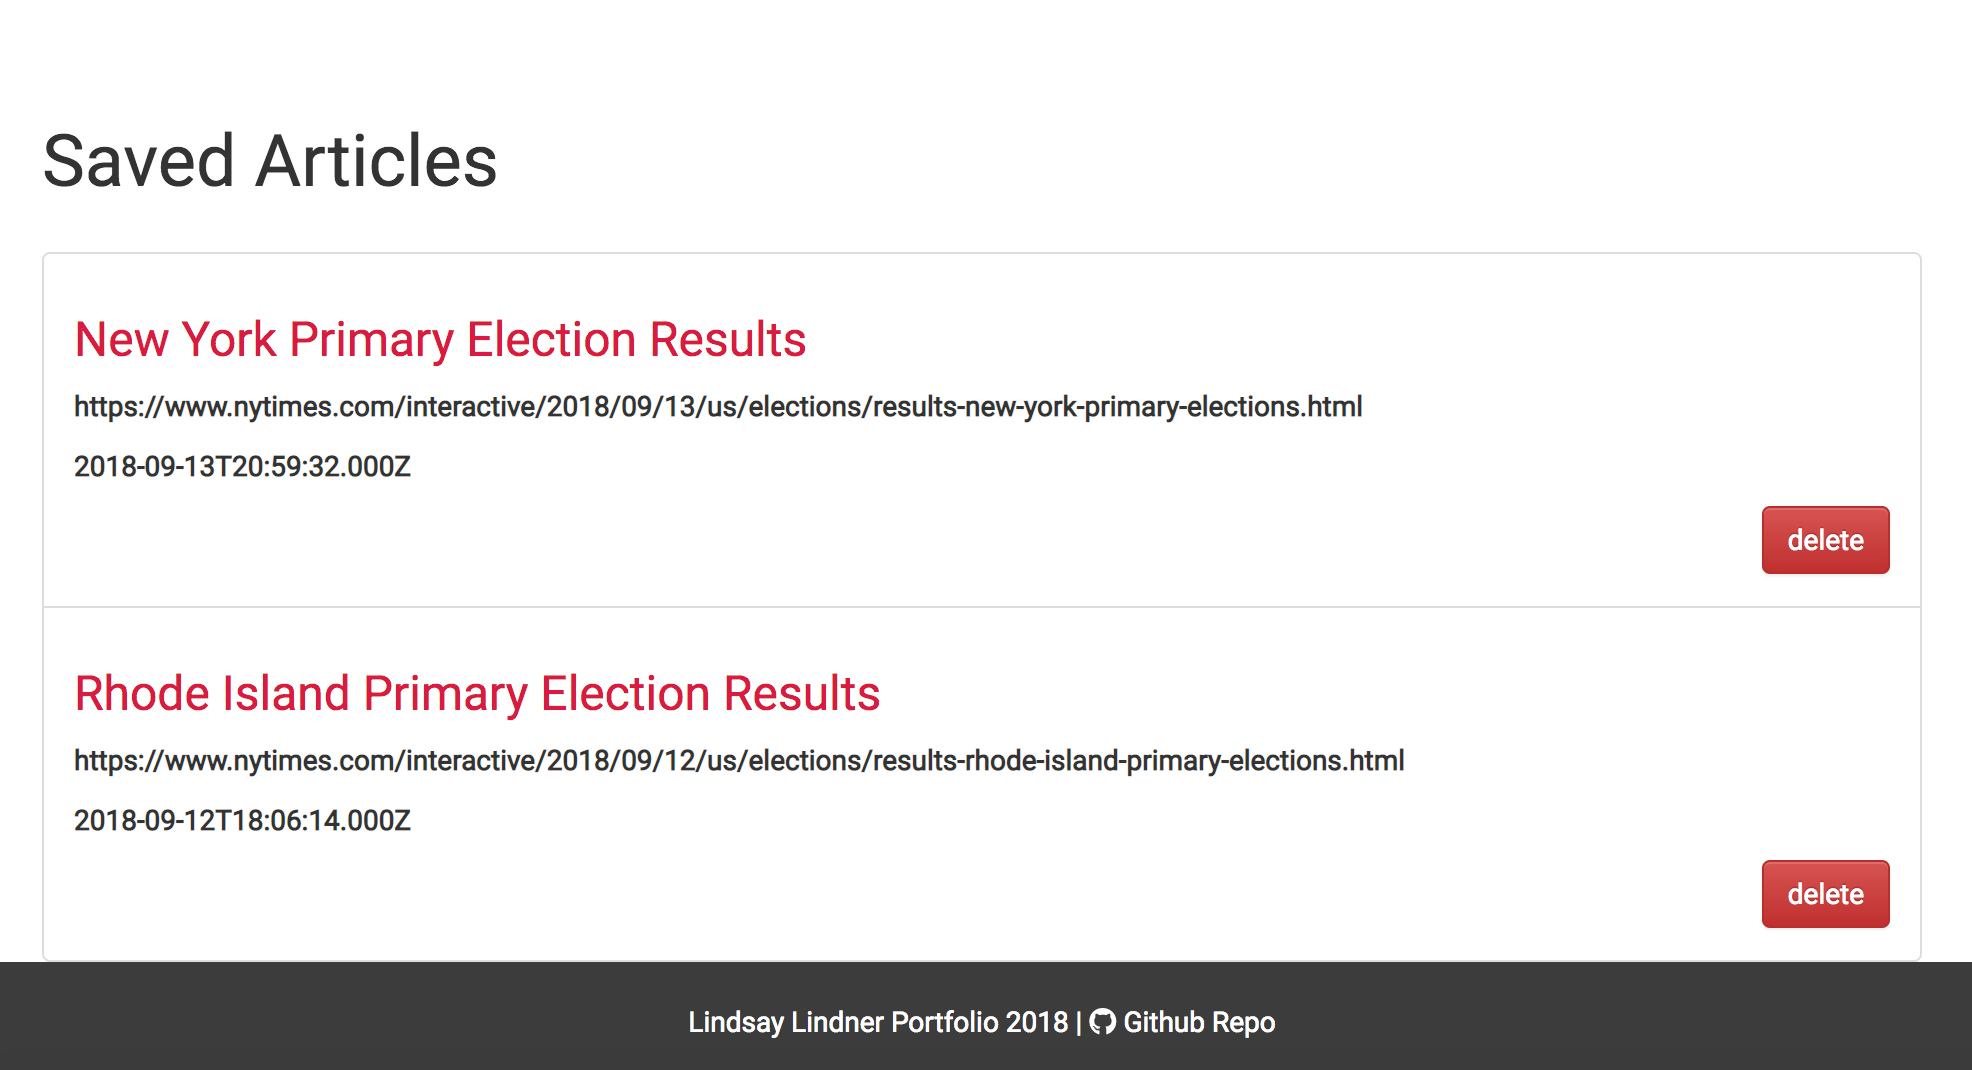 Saved Articles
New York Primary Election Results
https://www.nytimes.com/interactive/2018/09/13/us/elections/results-new-york-primary-elections.html
2018-09-13T20:59:32.000Z
delete
Rhode Island Primary Election Results
https://www.nytimes.com/interactive/2018/09/12/us/elections/results-rhode-island-primary-elections.html
2018-09-12T18:06:14.000Z
delete
Lindsay Lindner Portfolio 2018 | Github Repo